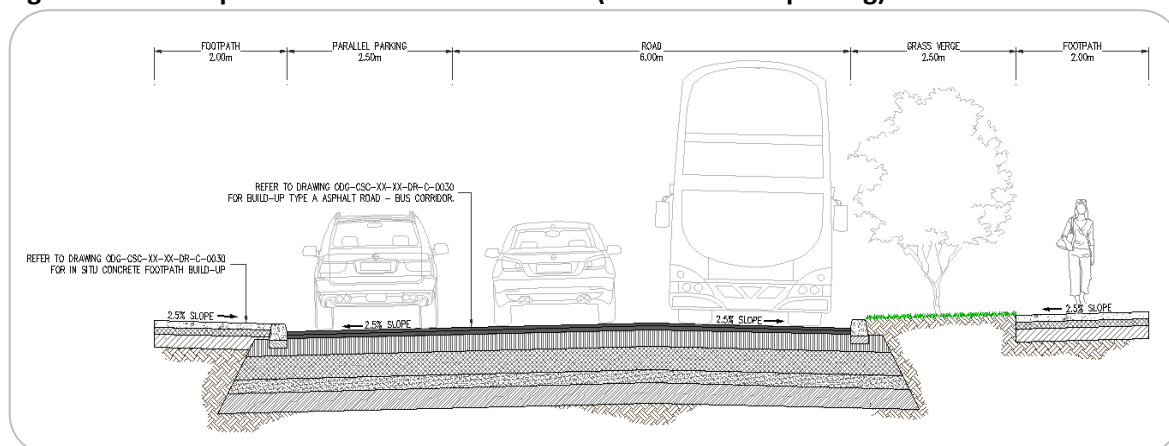 FOOTPATH
2.00m
PARALLEL PARKING
2.50m
ROAD
6.00m
GRASS VERGE
2.50m
FOOTPATH
2.00m
REFER TO DRAWING ODG-CSC-XX-XX-DR-C-0030
FOR BUILD-UP TYPE A ASPHALT ROAD - BUS CORRIDOR.
REFER TO DRAWING ODG-CSC-XX-XX-DR-C-0030
FOR IN SITU CONCRETE FOOTPATH BUILD-UP
2.5% SLOPE
2.5% SLOPE
2.5% SLOPE
2.5% SLOPE